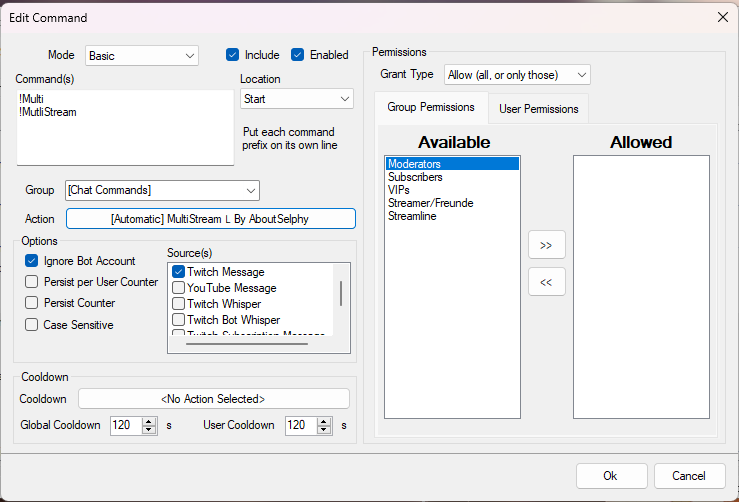 Edit Command
Mode
Basic
Include
Enabled
Command(s)
!Multi
!MutliStream
Location
Start
Put each command
prefix on its own line
Group
[Chat Commands]
Action
[Automatic] MultiStream L By AboutSelphy
Options
Ignore Bot Account
Persist per User Counter
Persist Counter
Case Sensitive
Source(s)
Twitch Message
YouTube Message
Twitch Whisper
Twitch Bot Whisper
Twitch Subscription Message
Cooldown
Cooldown
<No Action Selected>
Global Cooldown
120
s
User Cooldown
120
s
Permissions
Grant Type
Allow (all, or only those)
Group Permissions
User Permissions
Available
Moderators
Subscribers
VIPs
Streamer/Freunde
Streamline
>>
<<
Allowed
Ok
Cancel